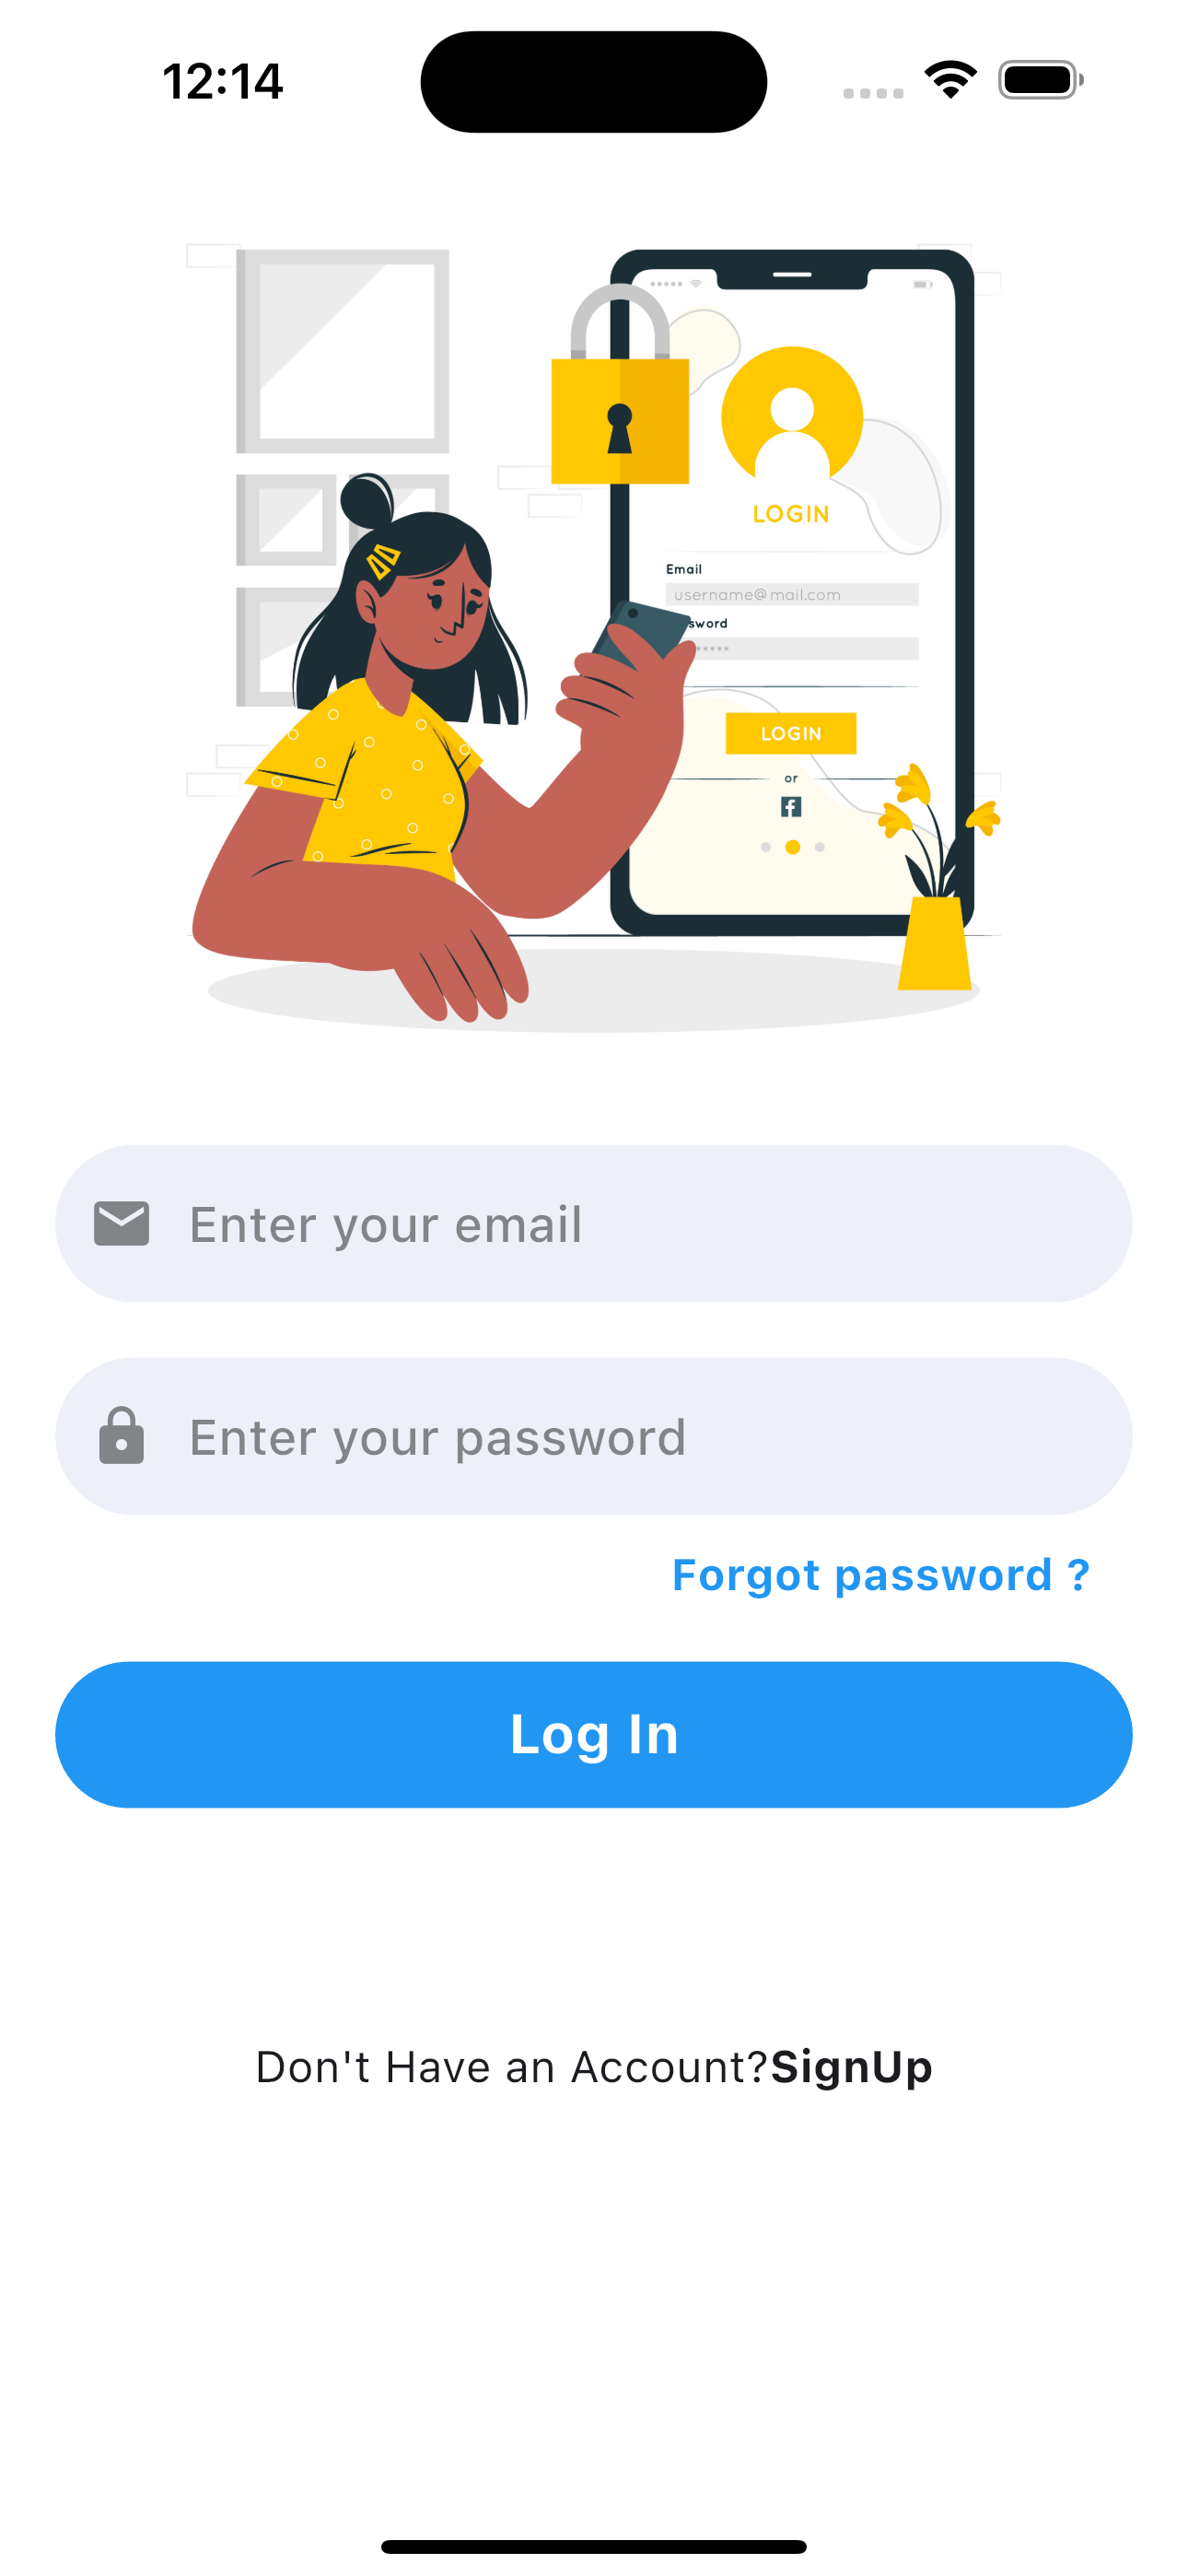 12:14
LOGIN
Email
username@mail.com
sword
*****
LOGIN
or
Enter your email
Enter your password
Forgot password ?
Log In
Don't Have an Account?SignUp